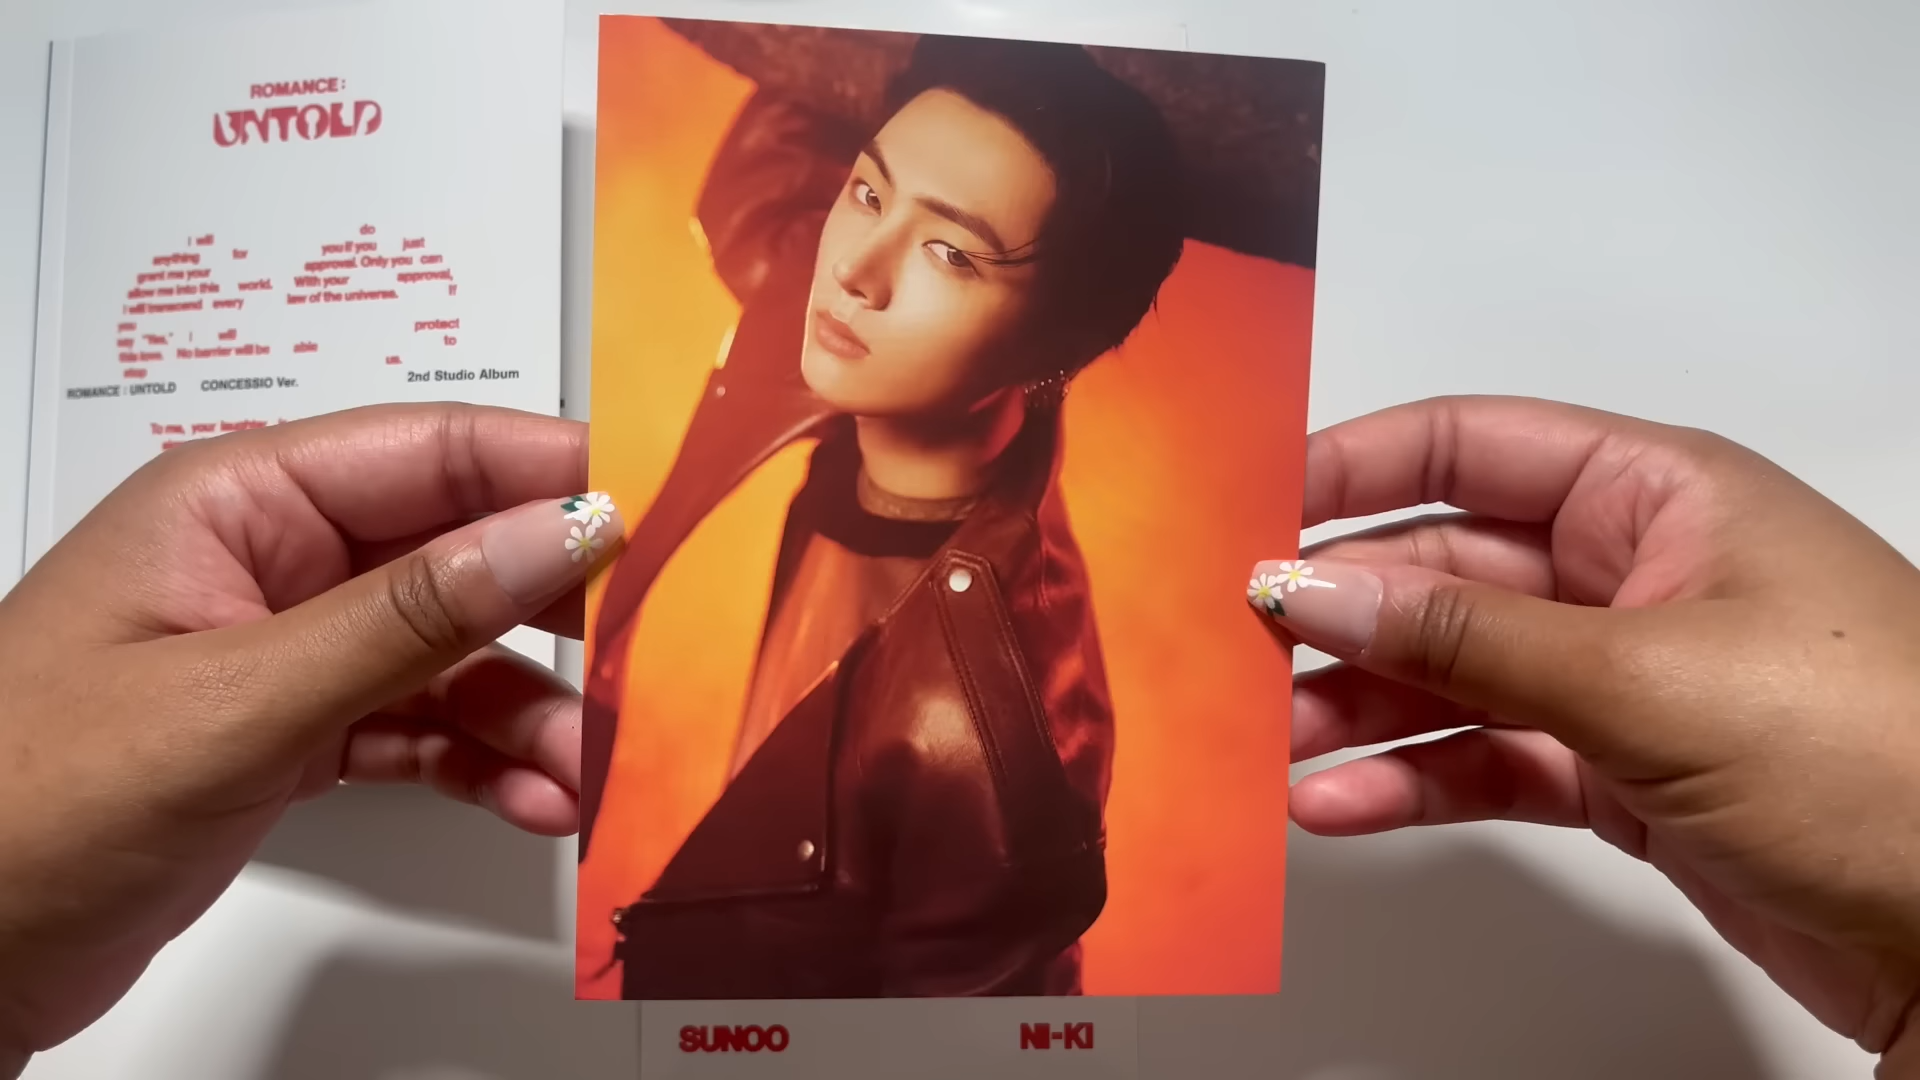 ROMANCE:
UNTOLD
I will do
anything for you if you just
grant me your approval. Only you can
allow me into this world. With your approval,
I will transcend every law of the universe. If
you
say "Yes," I will protect
this love. No barrier will be able to
stop us.
ROMANCE : UNTOLD CONCESSIO Ver. 2nd Studio Album
To me, your laughter
SUNOO NI-KI